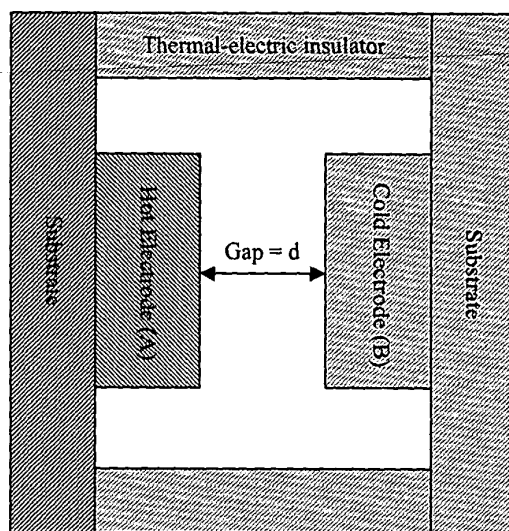 Thermal-electric insulator
Substrate
Hot Electrode (A)
Gap = d
Cold Electrode (B)
Substrate